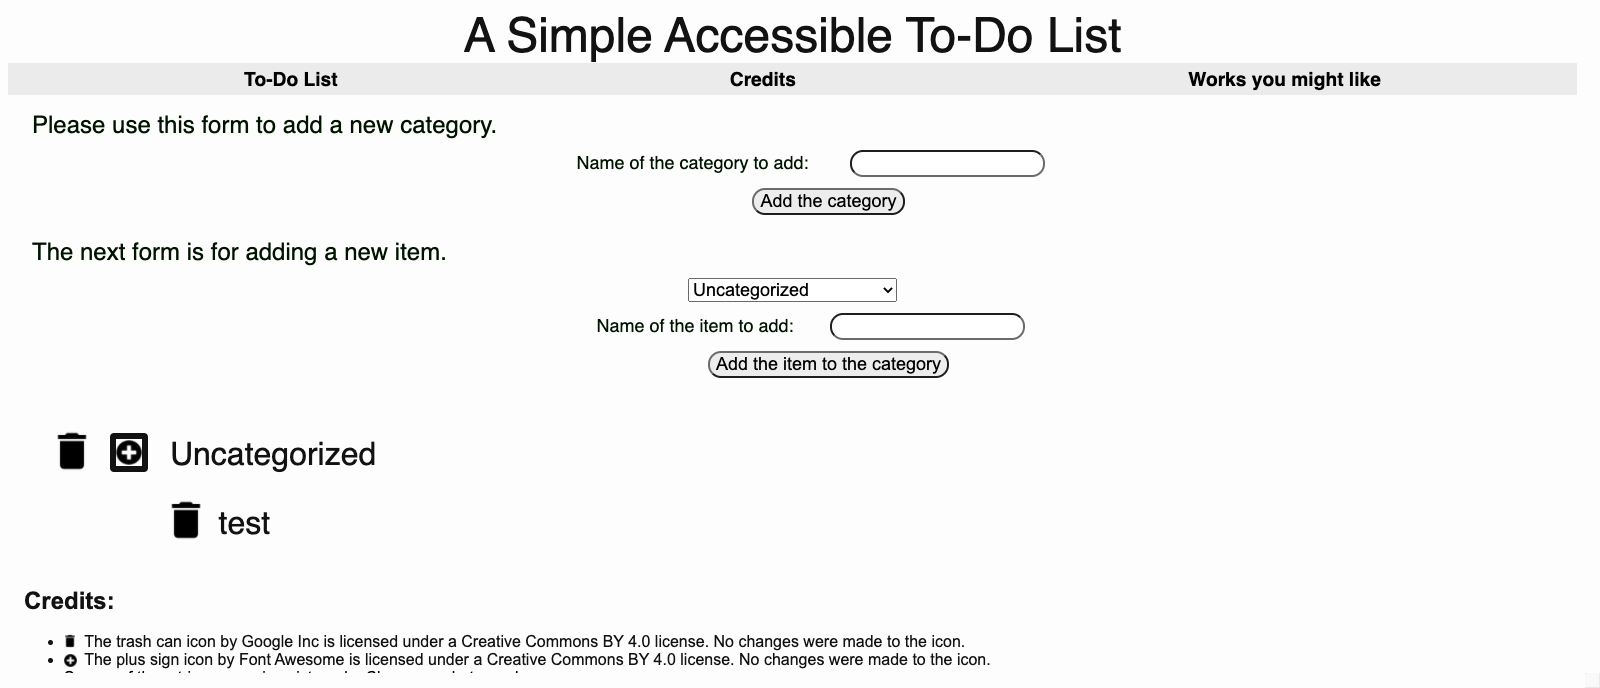 A Simple Accessible To-Do List
To-Do List Credits Works you might like
Please use this form to add a new category.
Name of the category to add:
Add the category
The next form is for adding a new item.
Uncategorized
Name of the item to add:
Add the item to the category
Uncategorized
test
Credits:
The trash can icon by Google Inc is licensed under a Creative Commons BY 4.0 license. No changes were made to the icon.
The plus sign icon by Font Awesome is licensed under a Creative Commons BY 4.0 license. No changes were made to the icon.